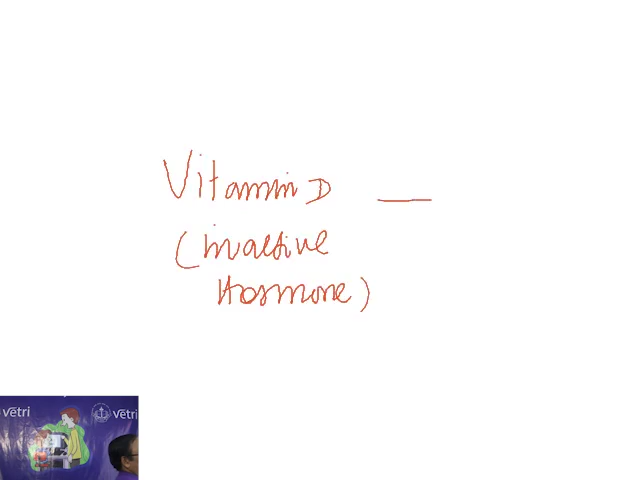 Vitamin D —
(inactive
Hormone)
vetri
vetri